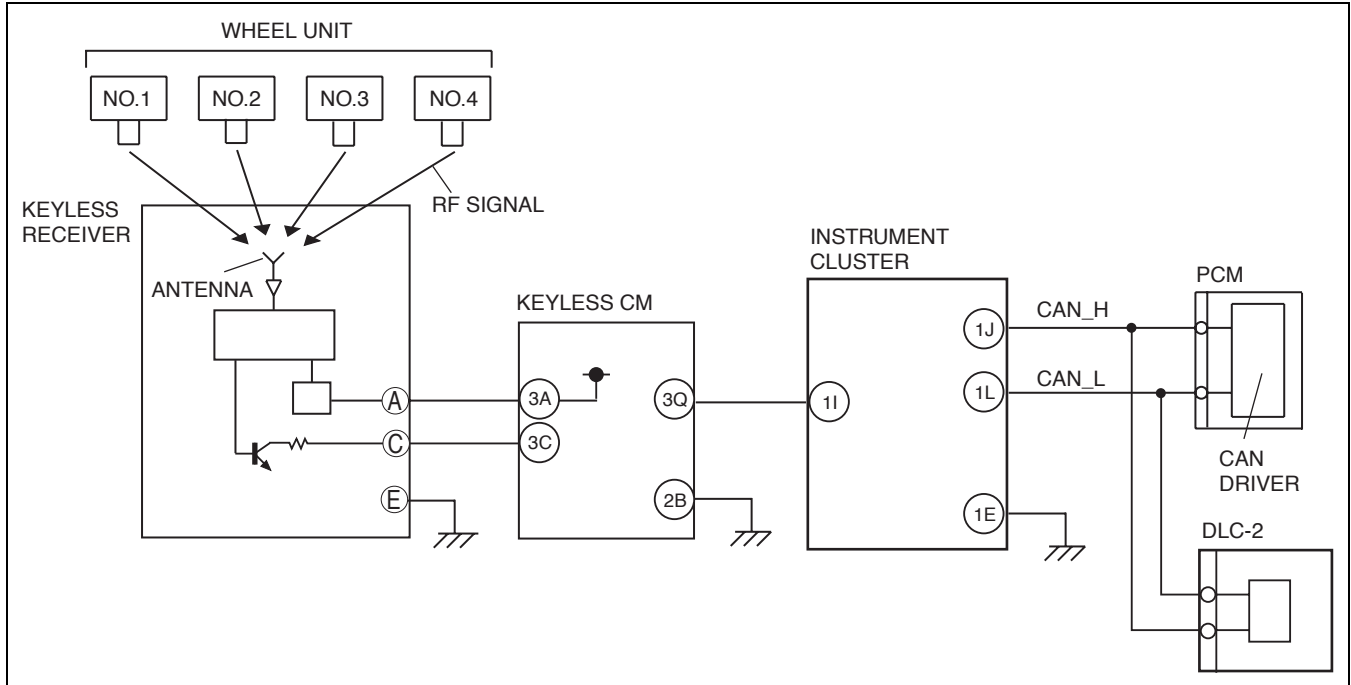 WHEEL UNIT
NO.1
NO.2
NO.3
NO.4
KEYLESS
RECEIVER
RF SIGNAL
ANTENNA
A
C
E
KEYLESS CM
3A
3C
3Q
2B
INSTRUMENT
CLUSTER
1I
1J
1L
1E
CAN_H
CAN_L
PCM
CAN
DRIVER
DLC-2